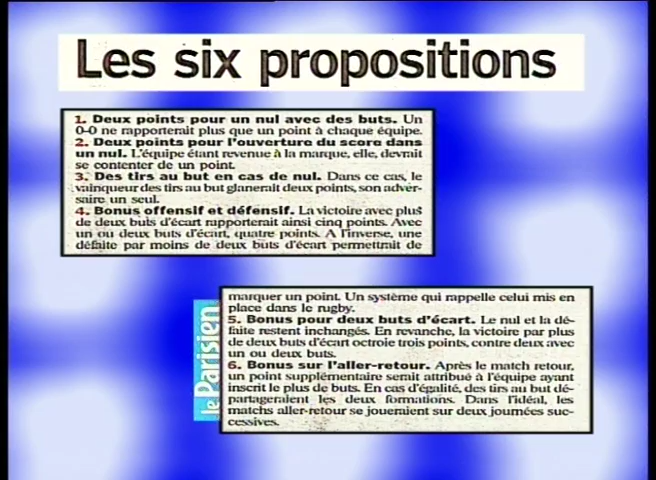 Les six propositions
1. Deux points pour un nul avec des buts. Un
0-0 ne rapporterait plus que un point à chaque équipe.
2. Deux points pour l'ouverture du score dans
un nul. L'équipe étant revenue à la marque, elle, devrait
se contenter de un point.
3. Des tirs au but en cas de nul. Dans ce cas, le
vainqueur des tirs au but glanerait deux points, son adver-
saire un seul.
4. Bonus offensif et défensif. La victoire avec plus
de deux buts d'écart rapporterait ainsi cinq points. Avec
un ou deux buts d'écart, quatre points. A l'inverse, une
défaite par moins de deux buts d'écart permettrait de
marquer un point. Un système qui rappelle celui mis en
place dans le rugby.
5. Bonus pour deux buts d'écart. Le nul et la dé-
faite restent inchangés. En revanche, la victoire par plus
de deux buts d'écart octroie trois points, contre deux avec
un ou deux buts.
6. Bonus sur l'aller-retour. Après le match retour,
un point supplémentaire serait attribué à l'équipe ayant
inscrit le plus de buts. En cas d'égalité, des tirs au but dé-
partageraient les deux formations. Dans l'idéal, les
matchs aller-retour se joueraient sur deux journées suc-
cessives.
le Parisien